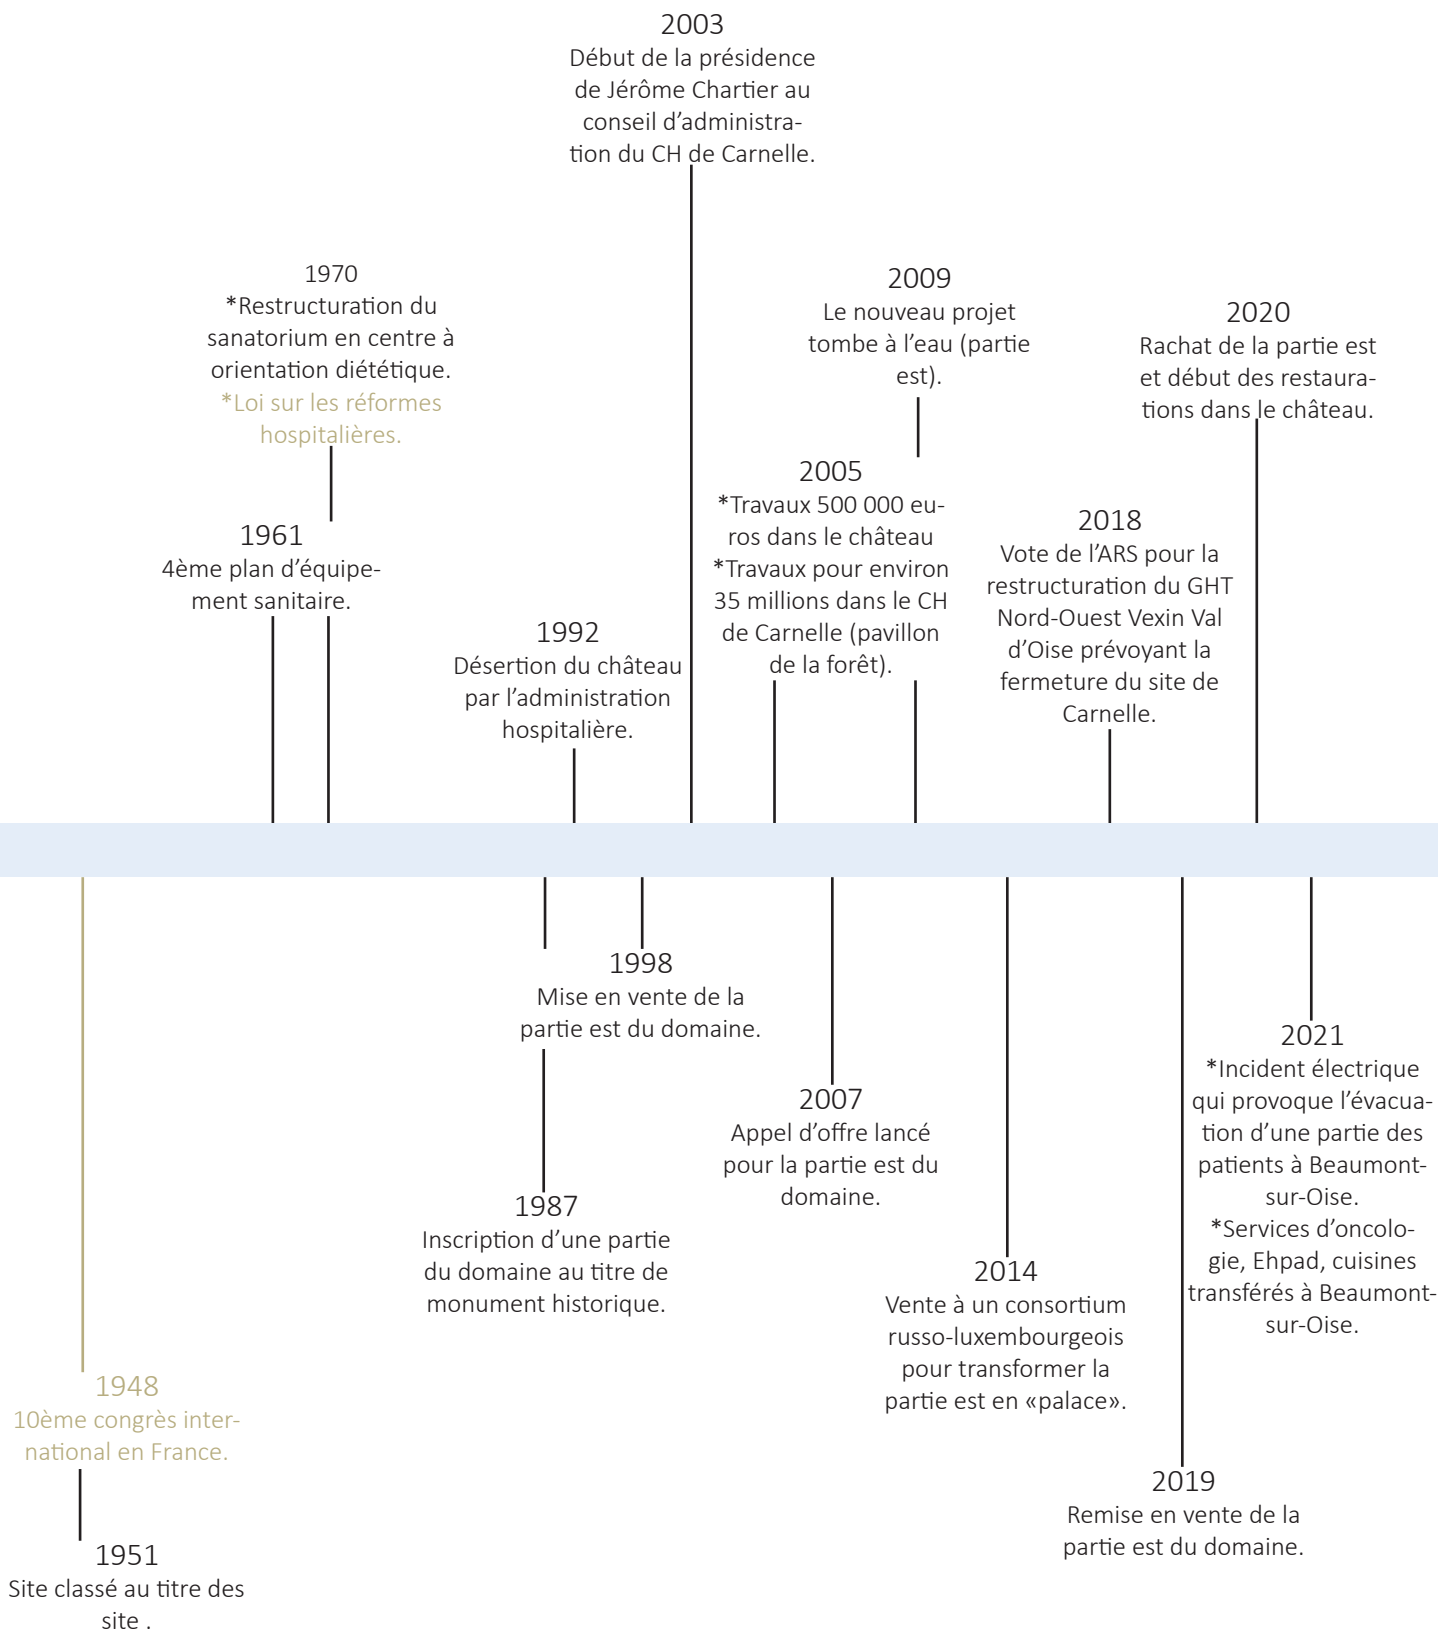 2003
Début de la présidence
de Jérôme Chartier au
conseil d’administra-
tion du CH de Carnelle.
1970
*Restructuration du
sanatorium en centre à
orientation diététique.
*Loi sur les réformes
hospitalières.
2009
Le nouveau projet
tombe à l’eau (partie
est).
2020
Rachat de la partie est
et début des restaura-
tions dans le château.
1961
4ème plan d’équipe-
ment sanitaire.
2005
*Travaux 500 000 eu-
ros dans le château
*Travaux pour environ
35 millions dans le CH
de Carnelle (pavillon
de la forêt).
2018
Vote de l’ARS pour la
restructuration du GHT
Nord-Ouest Vexin Val
d’Oise prévoyant la
fermeture du site de
Carnelle.
1992
Désertion du château
par l’administration
hospitalière.
1998
Mise en vente de la
partie est du domaine.
2021
*Incident électrique
qui provoque l’évacua-
tion d’une partie des
patients à Beaumont-
sur-Oise.
*Services d’oncolo-
gie, Ehpad, cuisines
transférés à Beaumont-
sur-Oise.
2007
Appel d’offre lancé
pour la partie est du
domaine.
1987
Inscription d’une partie
du domaine au titre de
monument historique.
2014
Vente à un consortium
russo-luxembourgeois
pour transformer la
partie est en «palace».
1948
10ème congrès inter-
national en France.
2019
Remise en vente de la
partie est du domaine.
1951
Site classé au titre des
site .